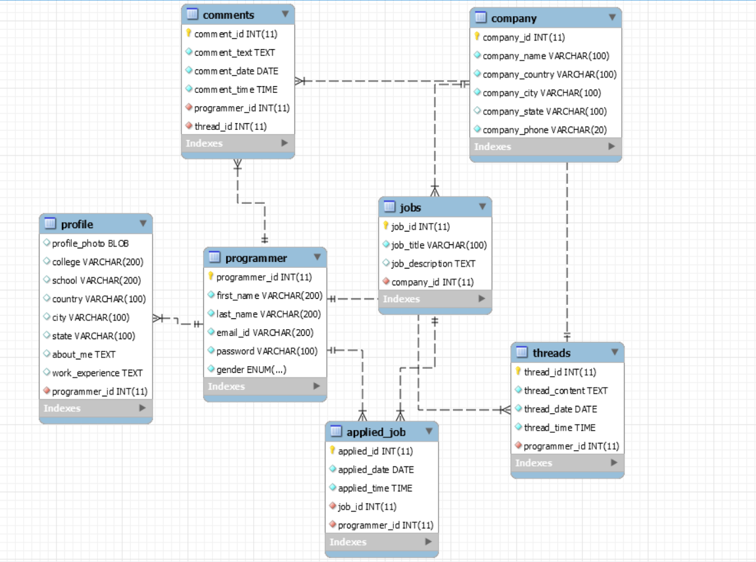 comments
comment_id INT(11)
comment_text TEXT
comment_date DATE
comment_time TIME
programmer_id INT(11)
thread_id INT(11)
Indexes
company
company_id INT(11)
company_name VARCHAR(100)
company_country VARCHAR(100)
company_city VARCHAR(100)
company_state VARCHAR(100)
company_phone VARCHAR(20)
Indexes
jobs
job_id INT(11)
job_title VARCHAR(100)
job_description TEXT
company_id INT(11)
Indexes
profile
profile_photo BLOB
college VARCHAR(200)
school VARCHAR(200)
country VARCHAR(100)
city VARCHAR(100)
state VARCHAR(100)
about_me TEXT
work_experience TEXT
programmer_id INT(11)
Indexes
programmer
programmer_id INT(11)
first_name VARCHAR(200)
last_name VARCHAR(200)
email_id VARCHAR(200)
password VARCHAR(100)
gender ENUM(...)
Indexes
threads
thread_id INT(11)
thread_content TEXT
thread_date DATE
thread_time TIME
programmer_id INT(11)
Indexes
applied_job
applied_id INT(11)
applied_date DATE
applied_time TIME
job_id INT(11)
programmer_id INT(11)
Indexes